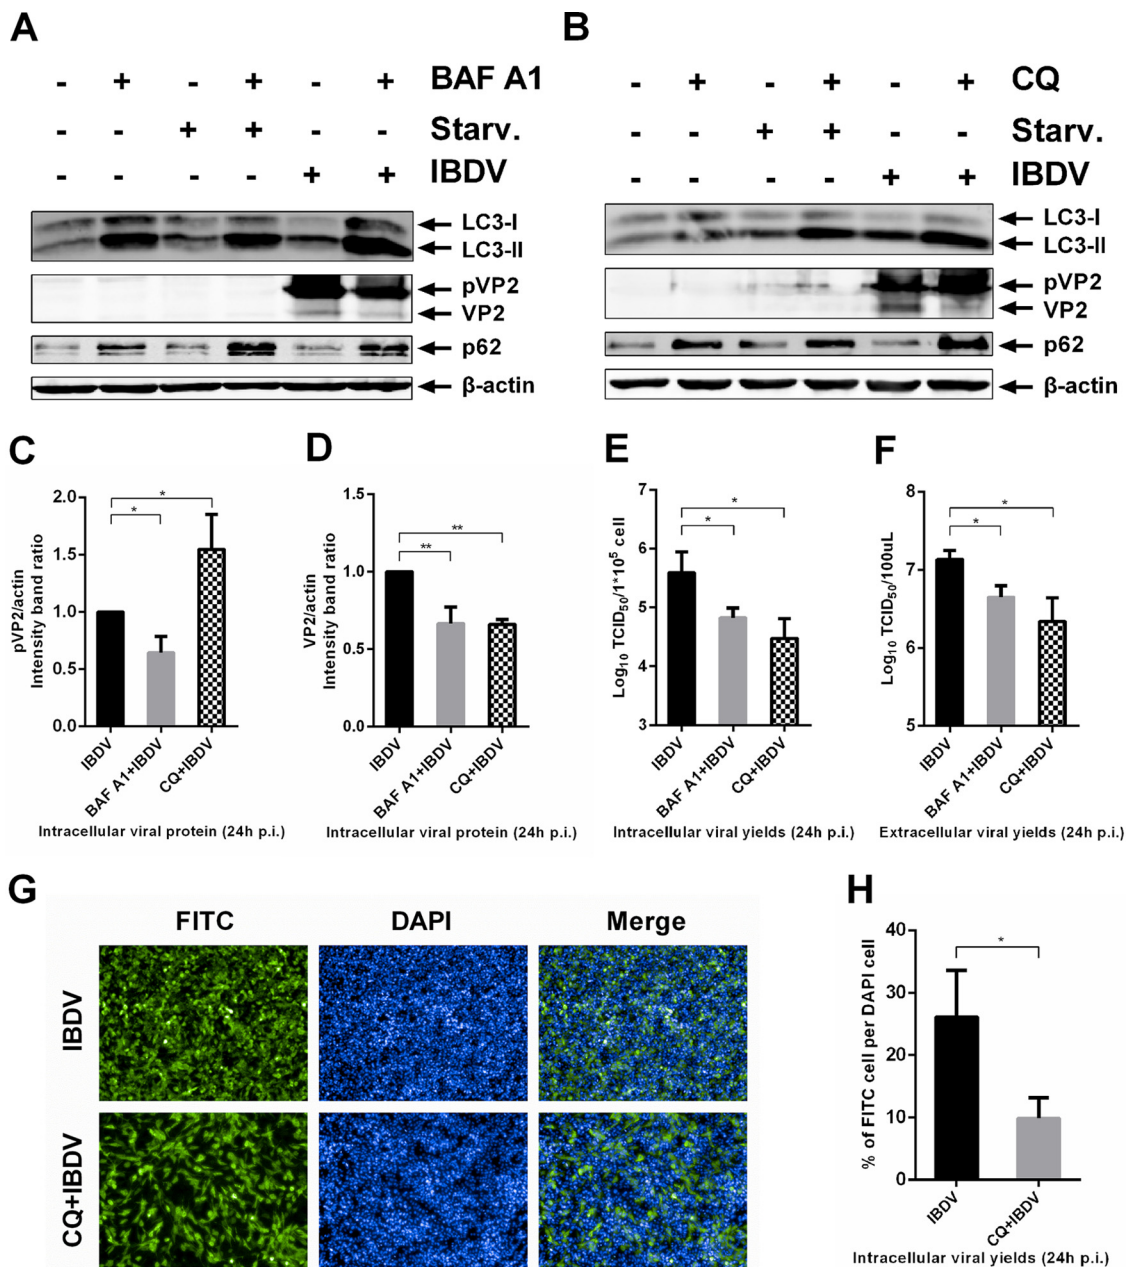 A
- + - + - + BAF A1
- - + + - - Starv.
- - - - + + IBDV
LC3-I
LC3-II
pVP2
VP2
p62
β-actin
B
- + - + - + CQ
- - + + - - Starv.
- - - - + + IBDV
LC3-I
LC3-II
pVP2
VP2
p62
β-actin
C
pVP2/actin
Intensity band ratio
2.0
1.5
1.0
0.5
0.0
*
*
IBDV
BAF A1+IBDV
CQ+IBDV
Intracellular viral protein (24h p.i.)
D
VP2/actin
Intensity band ratio
1.5
1.0
0.5
0.0
**
**
IBDV
BAF A1+IBDV
CQ+IBDV
Intracellular viral protein (24h p.i.)
E
Log10 TCID50/1*10^5 cell
7
6
5
4
3
*
*
IBDV
BAF A1+IBDV
CQ+IBDV
Intracellular viral yields (24h p.i.)
F
Log10 TCID50/100uL
8
7
6
5
*
*
IBDV
BAF A1+IBDV
CQ+IBDV
Extracellular viral yields (24h p.i.)
G
FITC DAPI Merge
IBDV
CQ+IBDV
H
% of FITC cell per DAPI cell
40
30
20
10
0
*
IBDV
CQ+IBDV
Intracellular viral yields (24h p.i.)